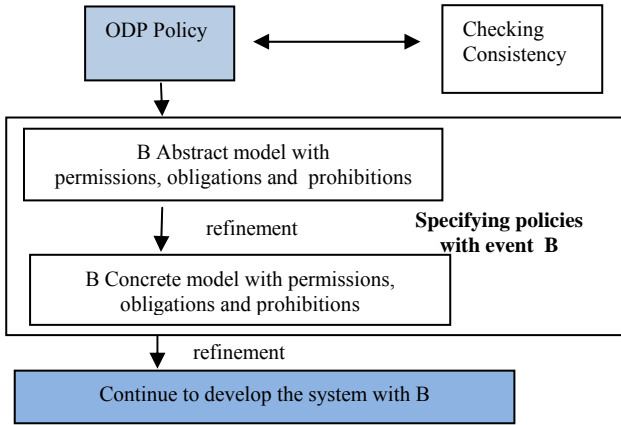 ODP Policy
Checking
Consistency
B Abstract model with
permissions, obligations and prohibitions
refinement
Specifying policies
with event B
B Concrete model with permissions,
obligations and prohibitions
refinement
Continue to develop the system with B